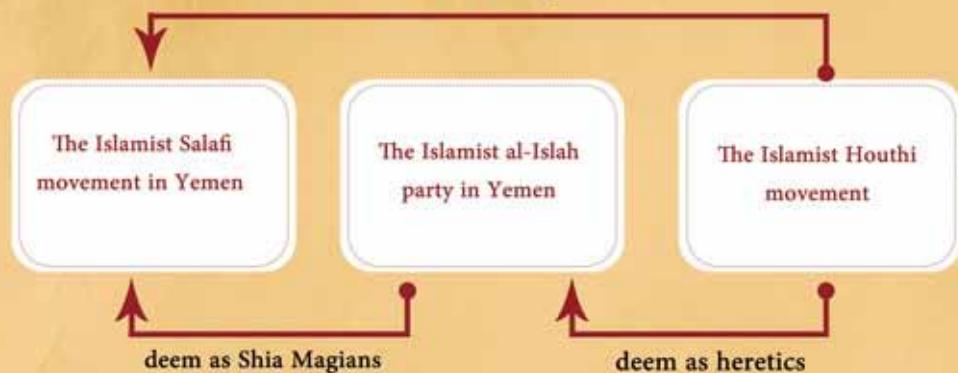 The Islamist Salafi
movement in Yemen
The Islamist al-Islah
party in Yemen
The Islamist Houthi
movement
deem as Shia Magians
deem as heretics